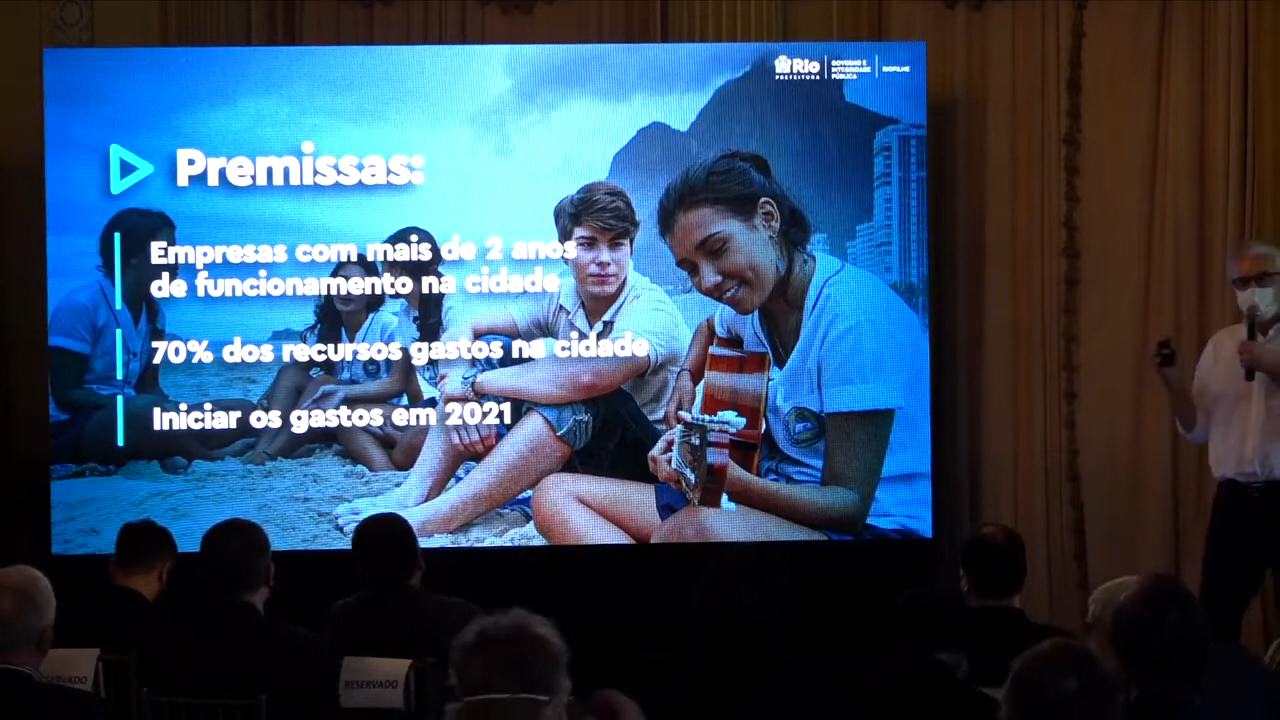 Rio
PREFEITURA
GOVERNO E
INTEGRIDADE
PÚBLICA
RIOFILME
Premissas:
Empresas com mais de 2 anos
de funcionamento na cidade
70% dos recursos gastos na cidade
Iniciar os gastos em 2021
RESERVADO
RESERVADO